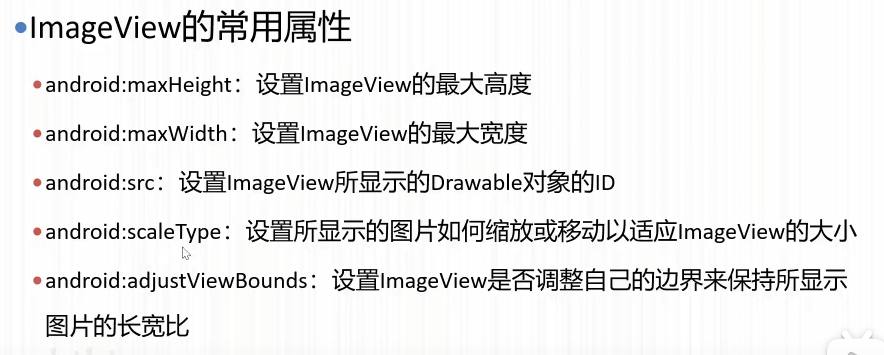 •ImageView的常用属性
•android:maxHeight：设置ImageView的最大高度
•android:maxWidth：设置ImageView的最大宽度
•android:src：设置ImageView所显示的Drawable对象的ID
•android:scaleType：设置所显示的图片如何缩放或移动以适应ImageView的大小
•android:adjustViewBounds：设置ImageView是否调整自己的边界来保持所显示
图片的长宽比